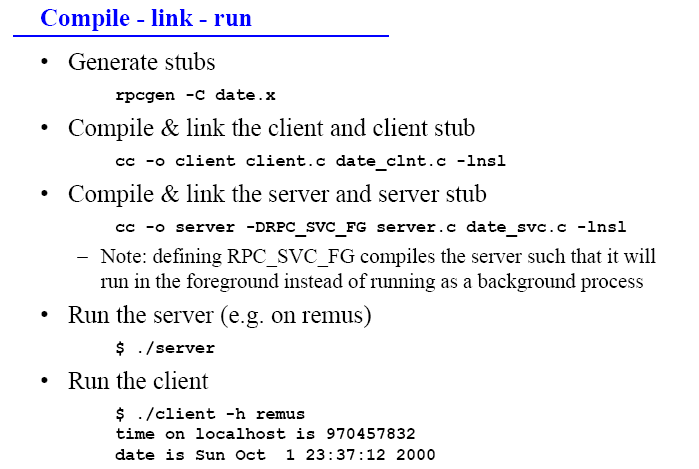 Compile - link - run
• Generate stubs
rpcgen -C date.x
• Compile & link the client and client stub
cc -o client client.c date_clnt.c -lnsl
• Compile & link the server and server stub
cc -o server -DRPC_SVC_FG server.c date_svc.c -lnsl
– Note: defining RPC_SVC_FG compiles the server such that it will
run in the foreground instead of running as a background process
• Run the server (e.g. on remus)
$ ./server
• Run the client
$ ./client -h remus
time on localhost is 970457832
date is Sun Oct  1 23:37:12 2000